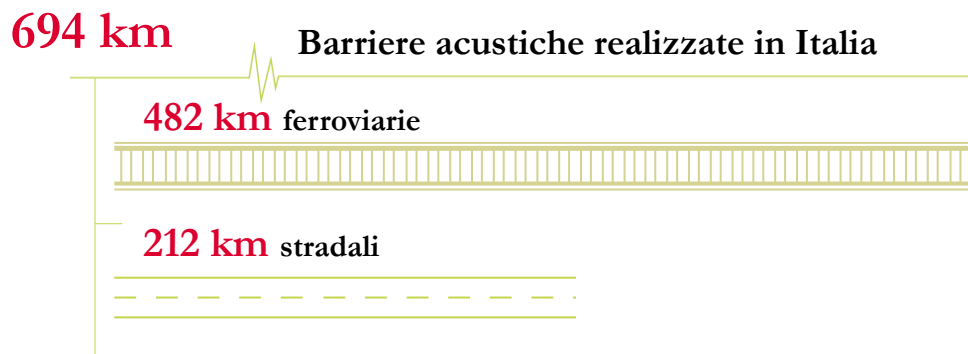 694 km Barriere acustiche realizzate in Italia
482 km ferroviarie
212 km stradali